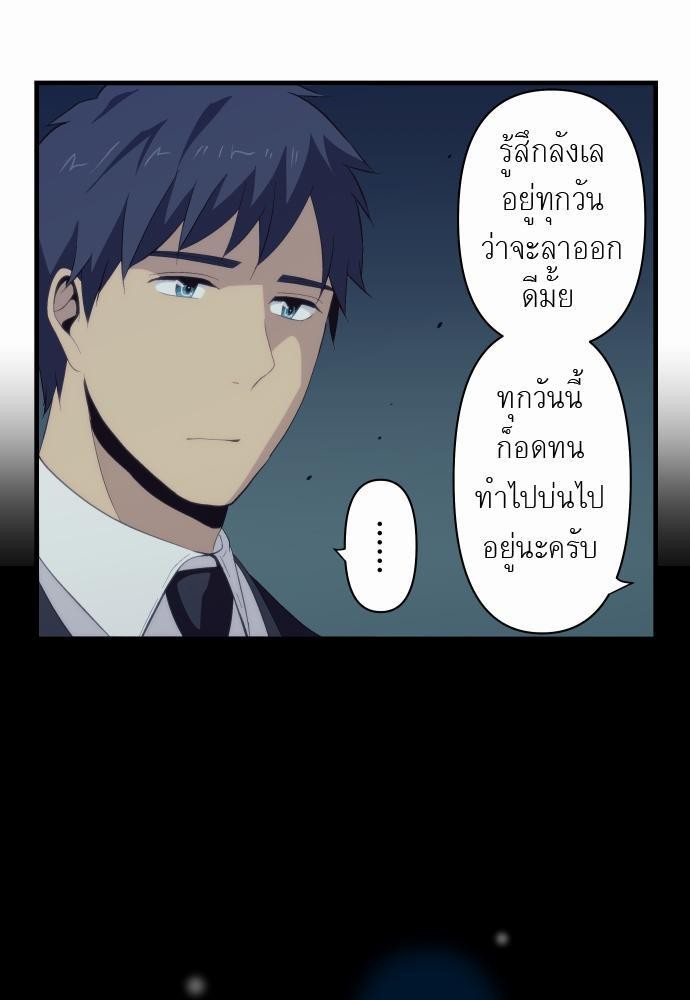 รู้สึกลังเล
อยู่ทุกวัน
ว่าจะลาออก
ดีมั้ย
ทุกวันนี้
ก็อดทน
ทำไปบ่นไป
อยู่นะครับ
......